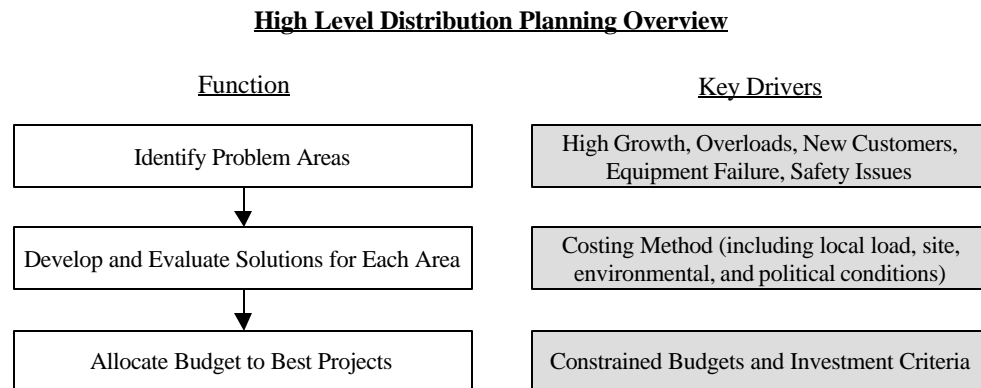 High Level Distribution Planning Overview
Function
Key Drivers
Identify Problem Areas
High Growth, Overloads, New Customers,
Equipment Failure, Safety Issues
Develop and Evaluate Solutions for Each Area
Costing Method (including local load, site,
environmental, and political conditions)
Allocate Budget to Best Projects
Constrained Budgets and Investment Criteria